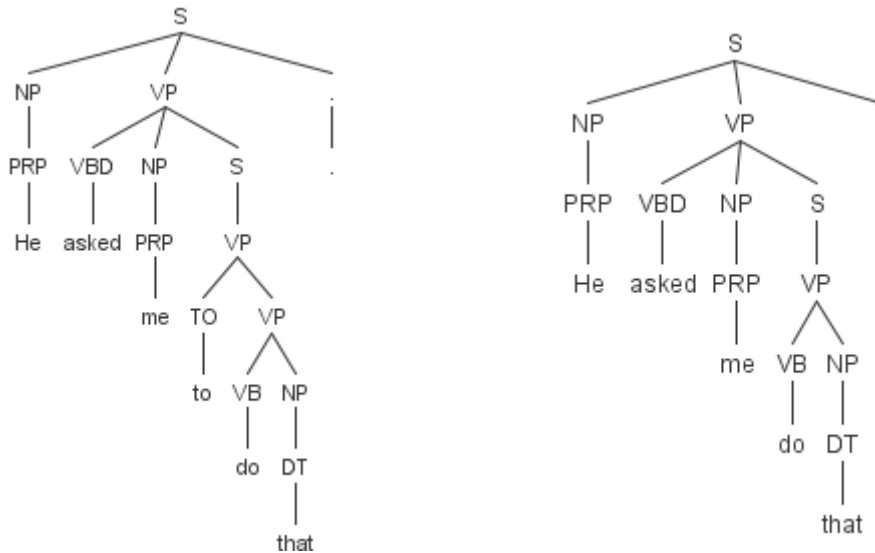 S
NP VP .
PRP VBD NP S .
He asked PRP VP
me TO VP
to VB NP
do DT
that
S
NP VP
PRP VBD NP S
He asked PRP VP
me VB NP
do DT
that